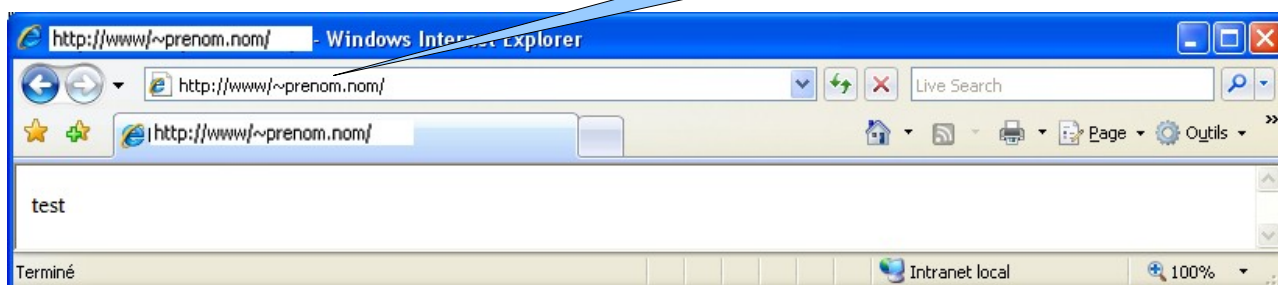 http://www/~prenom.nom/ - Windows Internet Explorer
http://www/~prenom.nom/ Live Search
http://www/~prenom.nom/ Page Outils »
test
Terminé Intranet local 100%